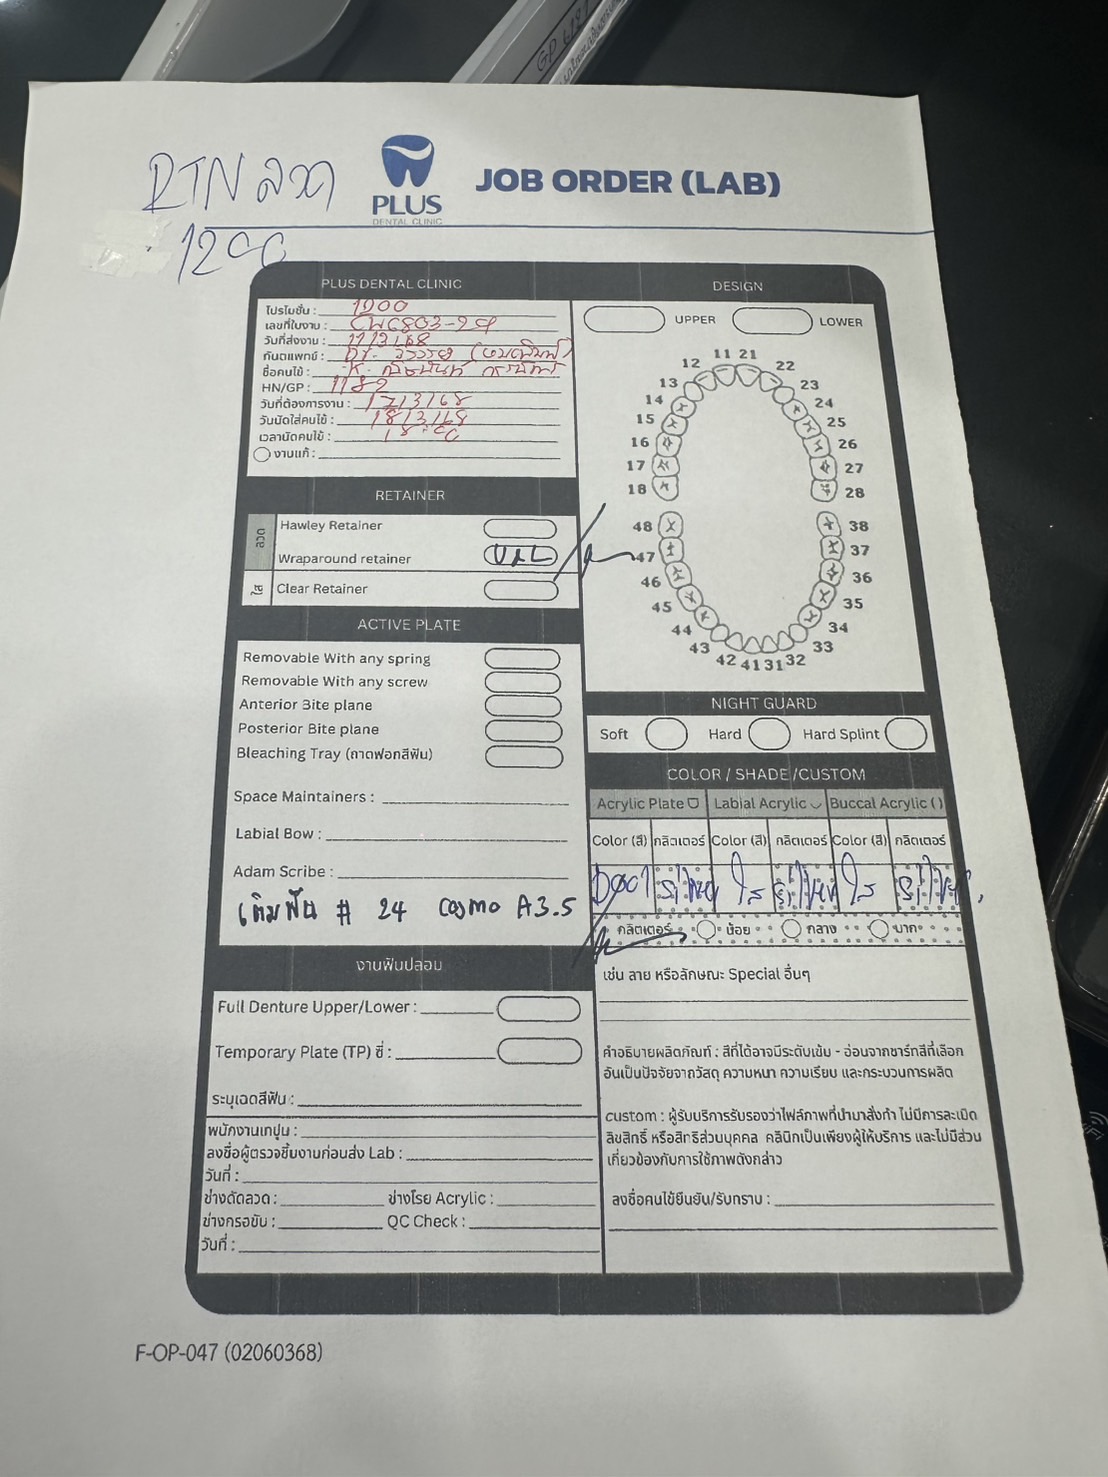 RTN ลวด
PLUS
DENTAL CLINIC
JOB ORDER (LAB)
PLUS DENTAL CLINIC
โปรโมชั่น : 1200
เลขที่ใบงาน :
วันที่ส่งงาน :
ทันตแพทย์ : Dr.
ชื่อคนไข้ : K.
HN/GP : 1182
วันที่ต้องการงาน : 17/3/68
วันนัดใส่คนไข้ : 18/3/68
เวลานัดคนไข้ :
งานแก้ :
RETAINER
ลวด
Hawley Retainer
Wraparound retainer U&L
ใส
Clear Retainer
ACTIVE PLATE
Removable With any spring
Removable With any screw
Anterior Bite plane
Posterior Bite plane
Bleaching Tray (ถาดฟอกสีฟัน)
Space Maintainers :
Labial Bow :
Adam Scribe :
เติมฟัน # 24 cosmo A3.5
งานฟันปลอม
Full Denture Upper/Lower :
Temporary Plate (TP) ซี่ :
ระบุเฉดสีฟัน :
พนักงานเทปูน :
ลงชื่อผู้ตรวจชิ้นงานก่อนส่ง Lab :
วันที่ :
ช่างดัดลวด : ช่างโรย Acrylic :
ช่างกรอขัด : QC Check :
วันที่ :
DESIGN
UPPER LOWER
11 21
12 22
13 23
14 24
15 25
16 26
17 27
18 28
48 38
47 37
46 36
45 35
44 34
43 33
42 41 31 32
NIGHT GUARD
Soft Hard Hard Splint
COLOR / SHADE /CUSTOM
Acrylic Plate Labial Acrylic Buccal Acrylic ()
Color (สี) กลิตเตอร์ Color (สี) กลิตเตอร์ Color (สี) กลิตเตอร์
silver ใส silver ใส silver
กลิตเตอร์ น้อย กลาง มาก
เช่น ลาย หรือลักษณะ Special อื่นๆ
คำอธิบายผลิตภัณฑ์ : สีที่ได้อาจมีระดับเข้ม - อ่อนจากชาร์ทสีที่เลือก
อันเป็นปัจจัยจากวัสดุ ความหนา ความเรียบ และกระบวนการผลิต
custom : ผู้รับบริการรับรองว่าไฟล์ภาพที่นำมาสั่งทำ ไม่มีการละเมิด
ลิขสิทธิ์ หรือสิทธิส่วนบุคคล คลินิกเป็นเพียงผู้ให้บริการ และไม่มีส่วน
เกี่ยวข้องกับการใช้ภาพดังกล่าว
ลงชื่อคนไข้ยืนยัน/รับทราบ :
F-OP-047 (02060368)